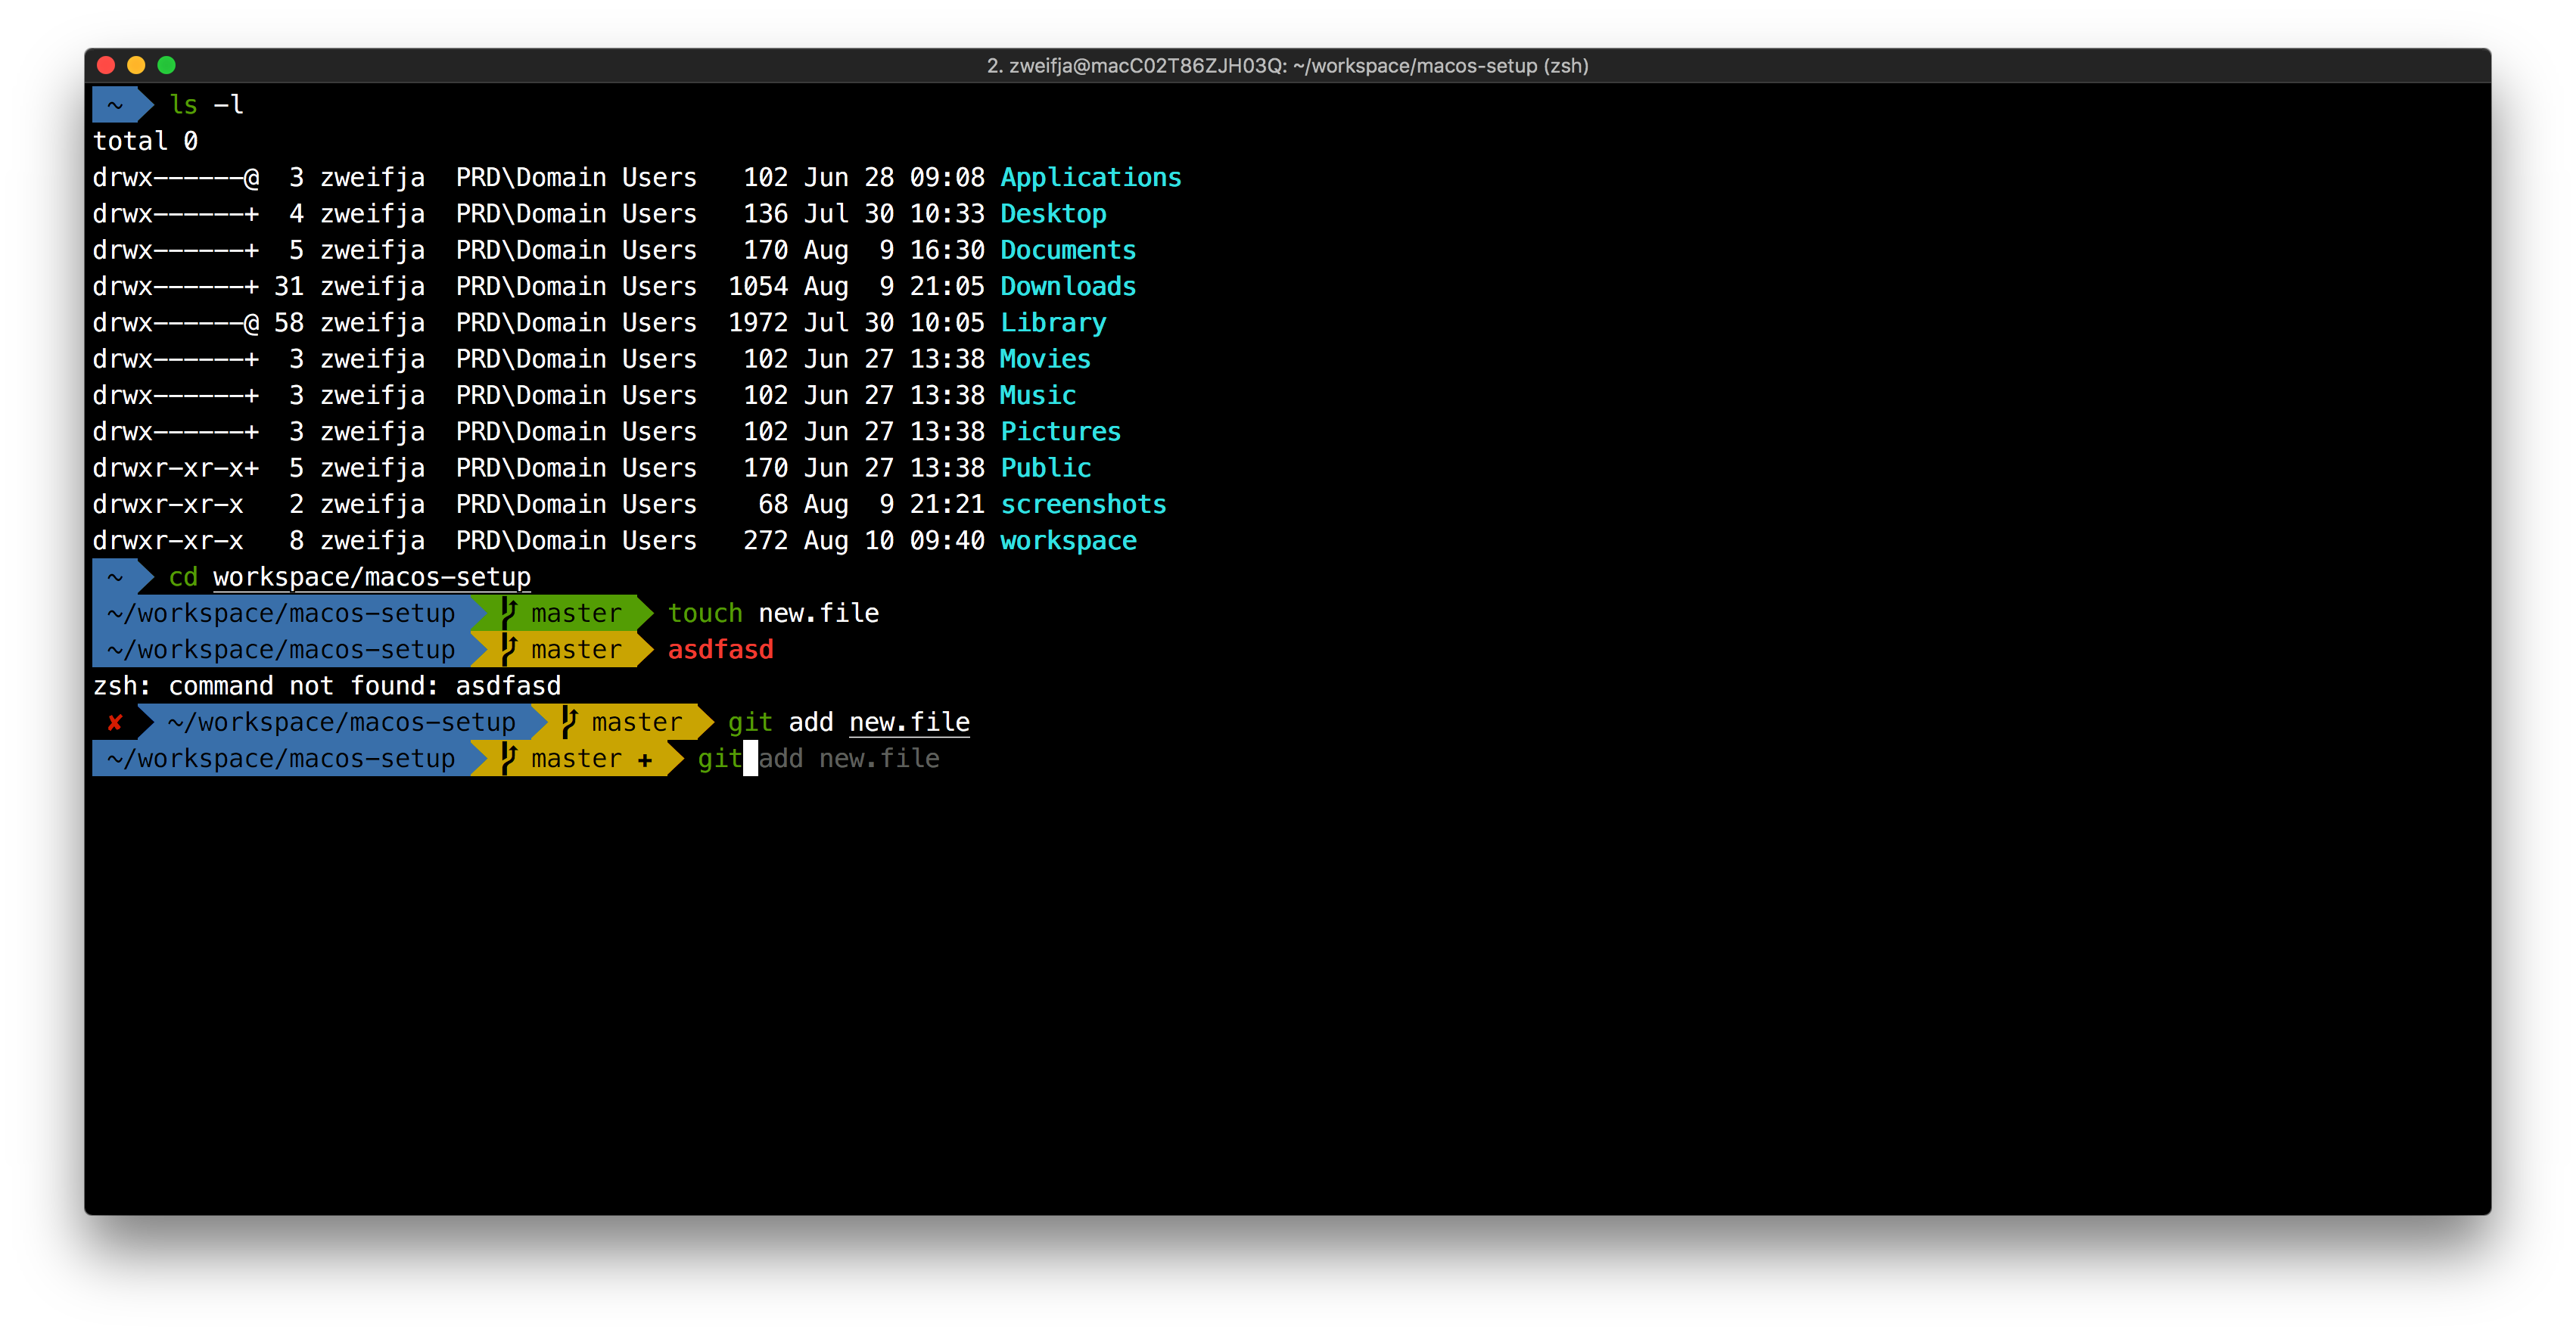 2. zweifja@macC02T86ZJH03Q: ~/workspace/macos-setup (zsh)
~ ls -l
total 0
drwx------@  3 zweifja  PRD\Domain Users   102 Jun 28 09:08 Applications
drwx------+  4 zweifja  PRD\Domain Users   136 Jul 30 10:33 Desktop
drwx------+  5 zweifja  PRD\Domain Users   170 Aug  9 16:30 Documents
drwx------+ 31 zweifja  PRD\Domain Users  1054 Aug  9 21:05 Downloads
drwx------@ 58 zweifja  PRD\Domain Users  1972 Jul 30 10:05 Library
drwx------+  3 zweifja  PRD\Domain Users   102 Jun 27 13:38 Movies
drwx------+  3 zweifja  PRD\Domain Users   102 Jun 27 13:38 Music
drwx------+  3 zweifja  PRD\Domain Users   102 Jun 27 13:38 Pictures
drwxr-xr-x+  5 zweifja  PRD\Domain Users   170 Jun 27 13:38 Public
drwxr-xr-x   2 zweifja  PRD\Domain Users    68 Aug  9 21:21 screenshots
drwxr-xr-x   8 zweifja  PRD\Domain Users   272 Aug 10 09:40 workspace
~ cd workspace/macos-setup
~/workspace/macos-setup master touch new.file
~/workspace/macos-setup master asdfasd
zsh: command not found: asdfasd
✘ ~/workspace/macos-setup master git add new.file
~/workspace/macos-setup master ✚ git add new.file